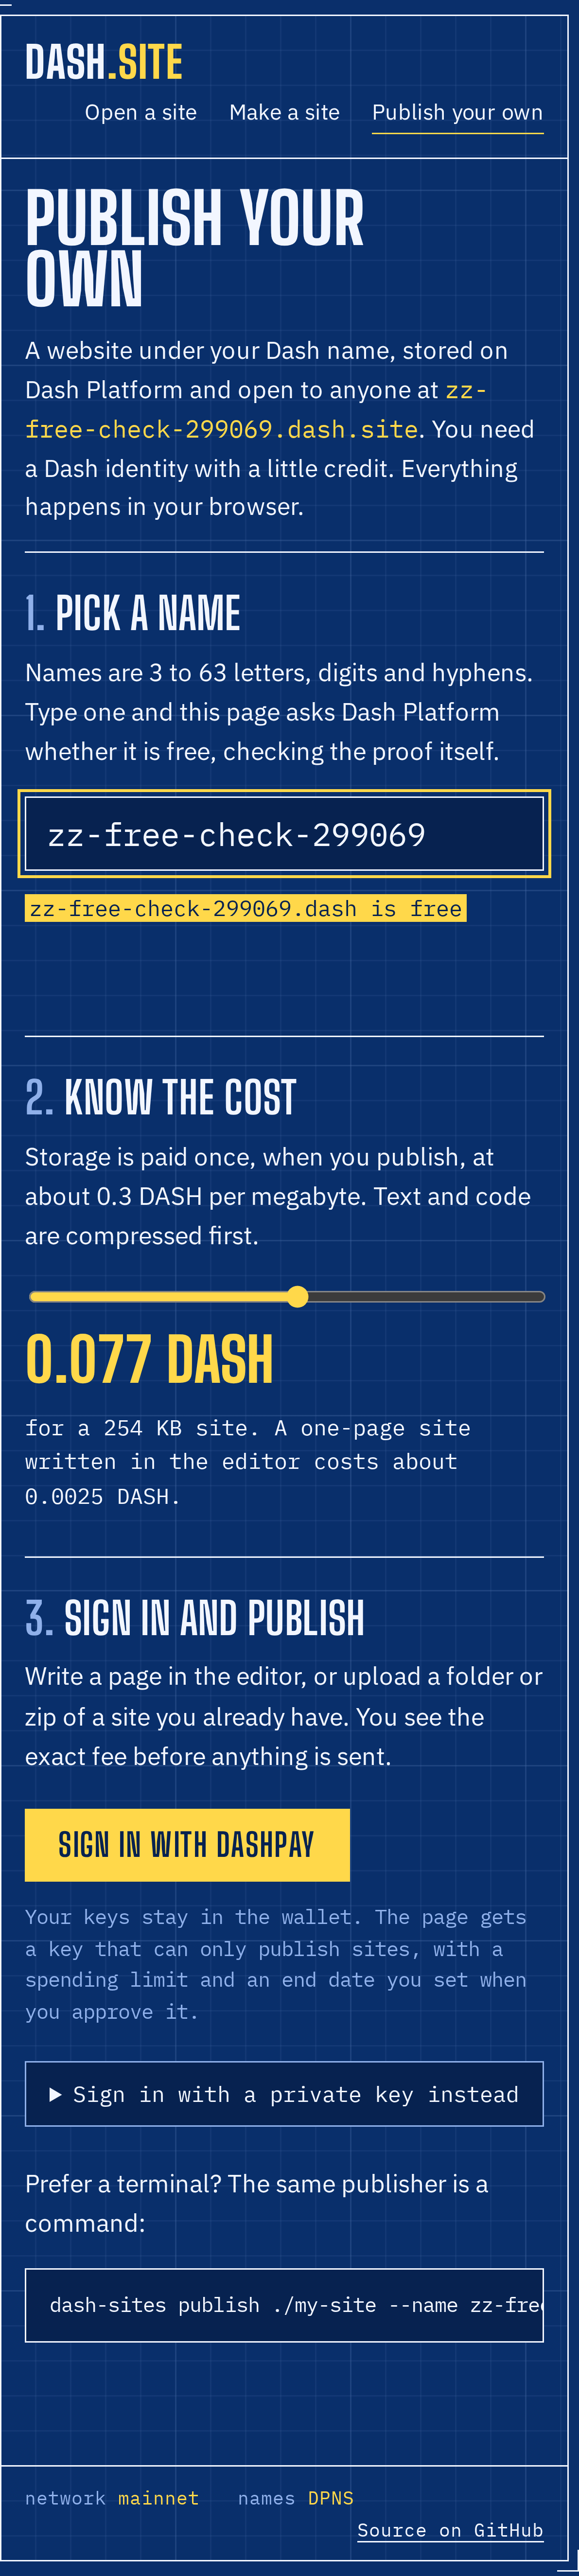 DASH.SITE
Open a site Make a site Publish your own
PUBLISH YOUR
OWN
A website under your Dash name, stored on
Dash Platform and open to anyone at zz-
free-check-299069.dash.site. You need
a Dash identity with a little credit. Everything
happens in your browser.
1. PICK A NAME
Names are 3 to 63 letters, digits and hyphens.
Type one and this page asks Dash Platform
whether it is free, checking the proof itself.
zz-free-check-299069
zz-free-check-299069.dash is free
2. KNOW THE COST
Storage is paid once, when you publish, at
about 0.3 DASH per megabyte. Text and code
are compressed first.
0.077 DASH
for a 254 KB site. A one-page site
written in the editor costs about
0.0025 DASH.
3. SIGN IN AND PUBLISH
Write a page in the editor, or upload a folder or
zip of a site you already have. You see the
exact fee before anything is sent.
SIGN IN WITH DASHPAY
Your keys stay in the wallet. The page gets
a key that can only publish sites, with a
spending limit and an end date you set when
you approve it.
▶ Sign in with a private key instead
Prefer a terminal? The same publisher is a
command:
dash-sites publish ./my-site --name zz-free
network mainnet names DPNS
Source on GitHub